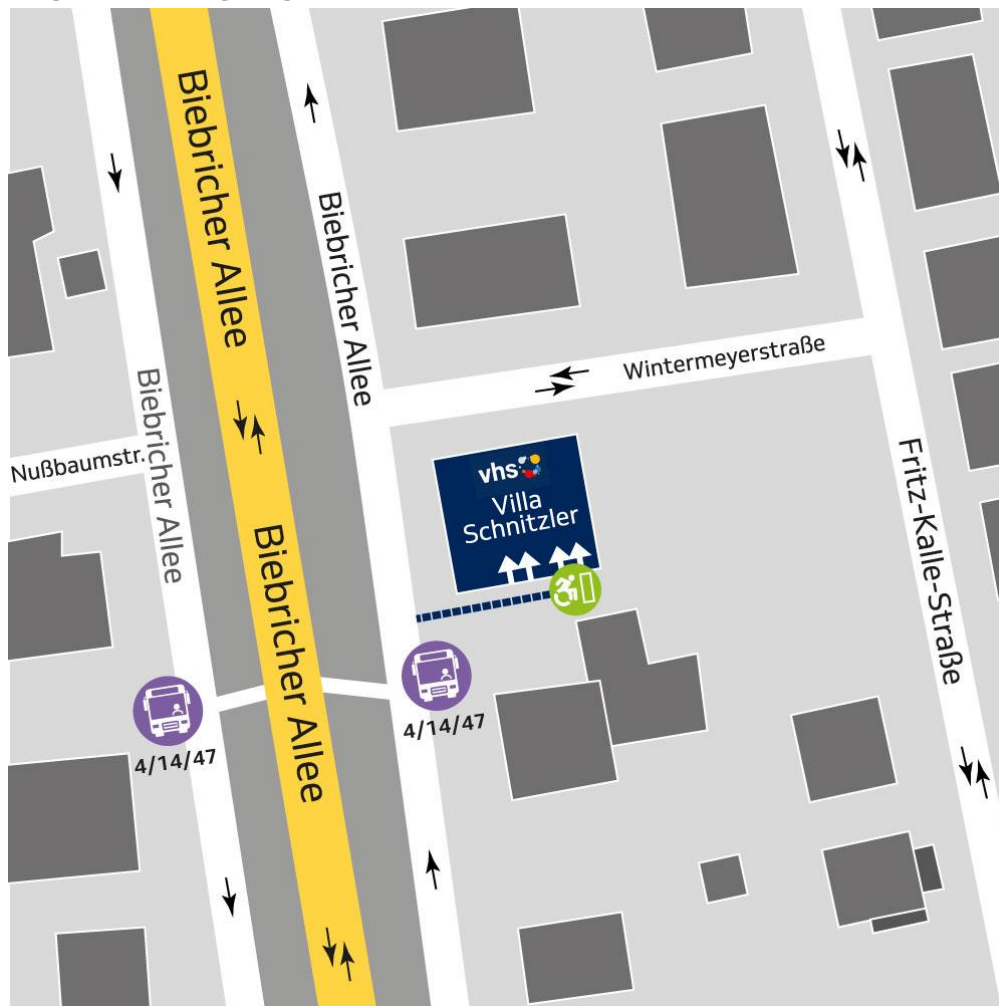 Biebricher Allee
Biebricher Allee
Wintermeyerstraße
Biebricher Allee
Nußbaumstr.
vhs
Villa
Schnitzler
Fritz-Kalle-Straße
Biebricher Allee
4/14/47
4/14/47